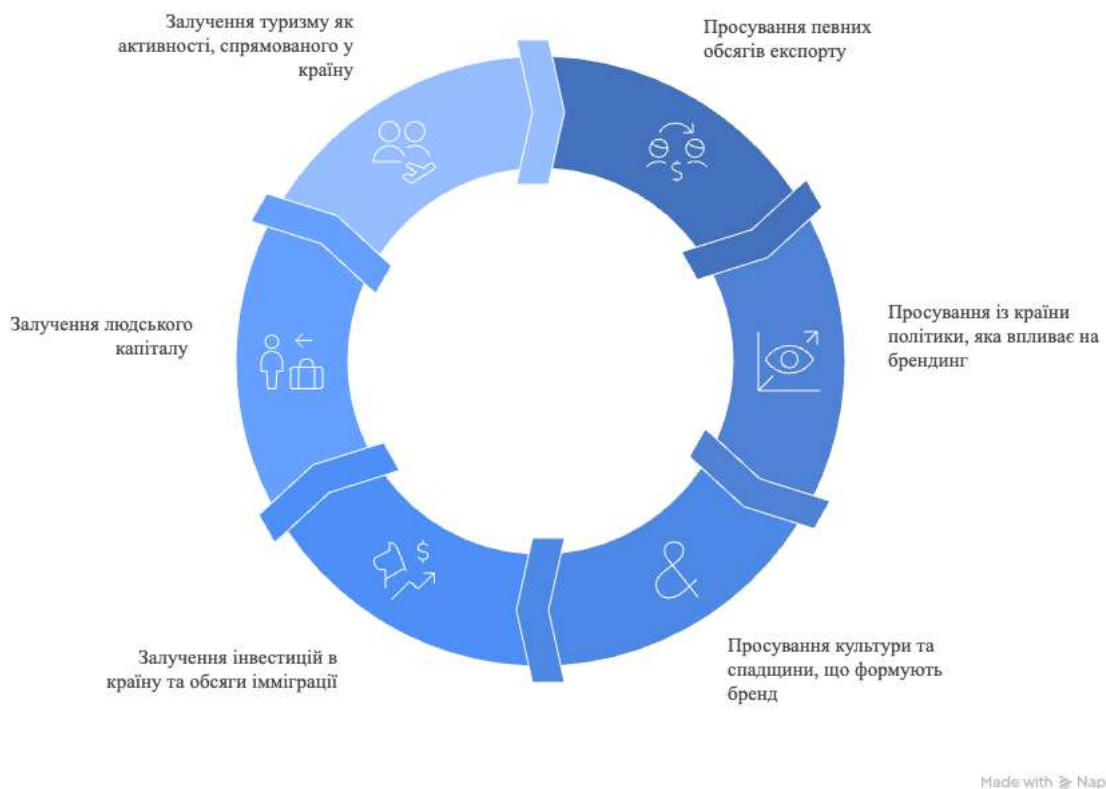 Залучення туризму як
активності, спрямованого у
країну
Просування певних
обсягів експорту
Просування із країни
політики, яка впливає на
брендинг
Залучення людського
капіталу
Залучення інвестицій в
країну та обсяги імміграції
Просування культури та
спадщини, що формують
бренд
Made with Nap